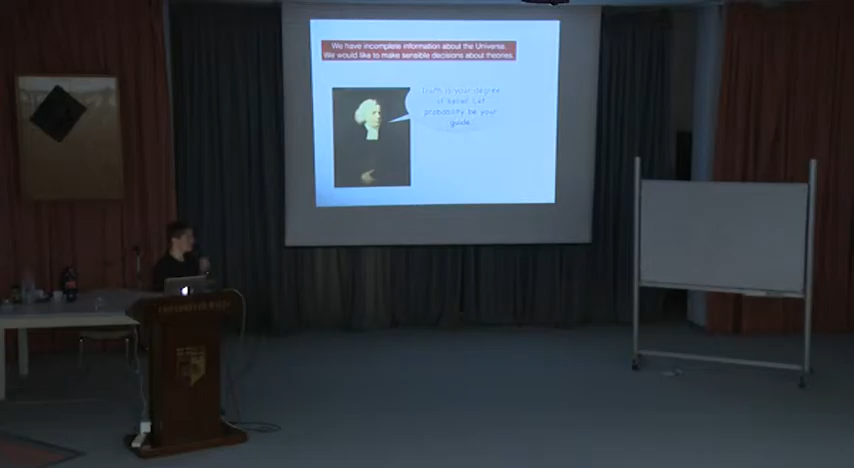 We have incomplete information about the Universe.
We would like to make sensible decisions about theories.
Truth is your degree
of belief. Let
probability be your
guide.